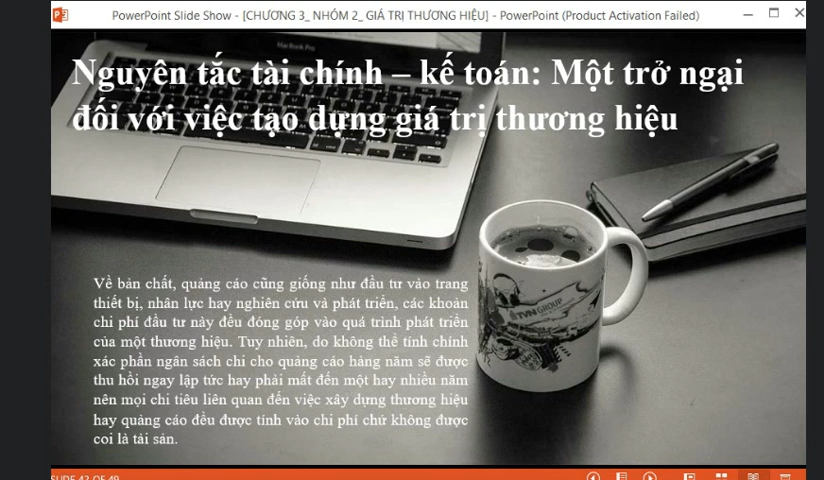 PowerPoint Slide Show - [CHƯƠNG 3_ NHÓM 2_ GIÁ TRỊ THƯƠNG HIỆU] - PowerPoint (Product Activation Failed)
MacBook Pro
Nguyên tắc tài chính – kế toán: Một trở ngại
đối với việc tạo dựng giá trị thương hiệu
TVN GROUP
Về bản chất, quảng cáo cũng giống như đầu tư vào trang
thiết bị, nhân lực hay nghiên cứu và phát triển, các khoản
chi phí đầu tư này đều đóng góp vào quá trình phát triển
của một thương hiệu. Tuy nhiên, do không thể tính chính
xác phần ngân sách chi cho quảng cáo hàng năm sẽ được
thu hồi ngay lập tức hay phải mất đến một hay nhiều năm
nên mọi chi tiêu liên quan đến việc xây dựng thương hiệu
hay quảng cáo đều được tính vào chi phí chứ không được
coi là tài sản.
SLIDE 42 OF 49